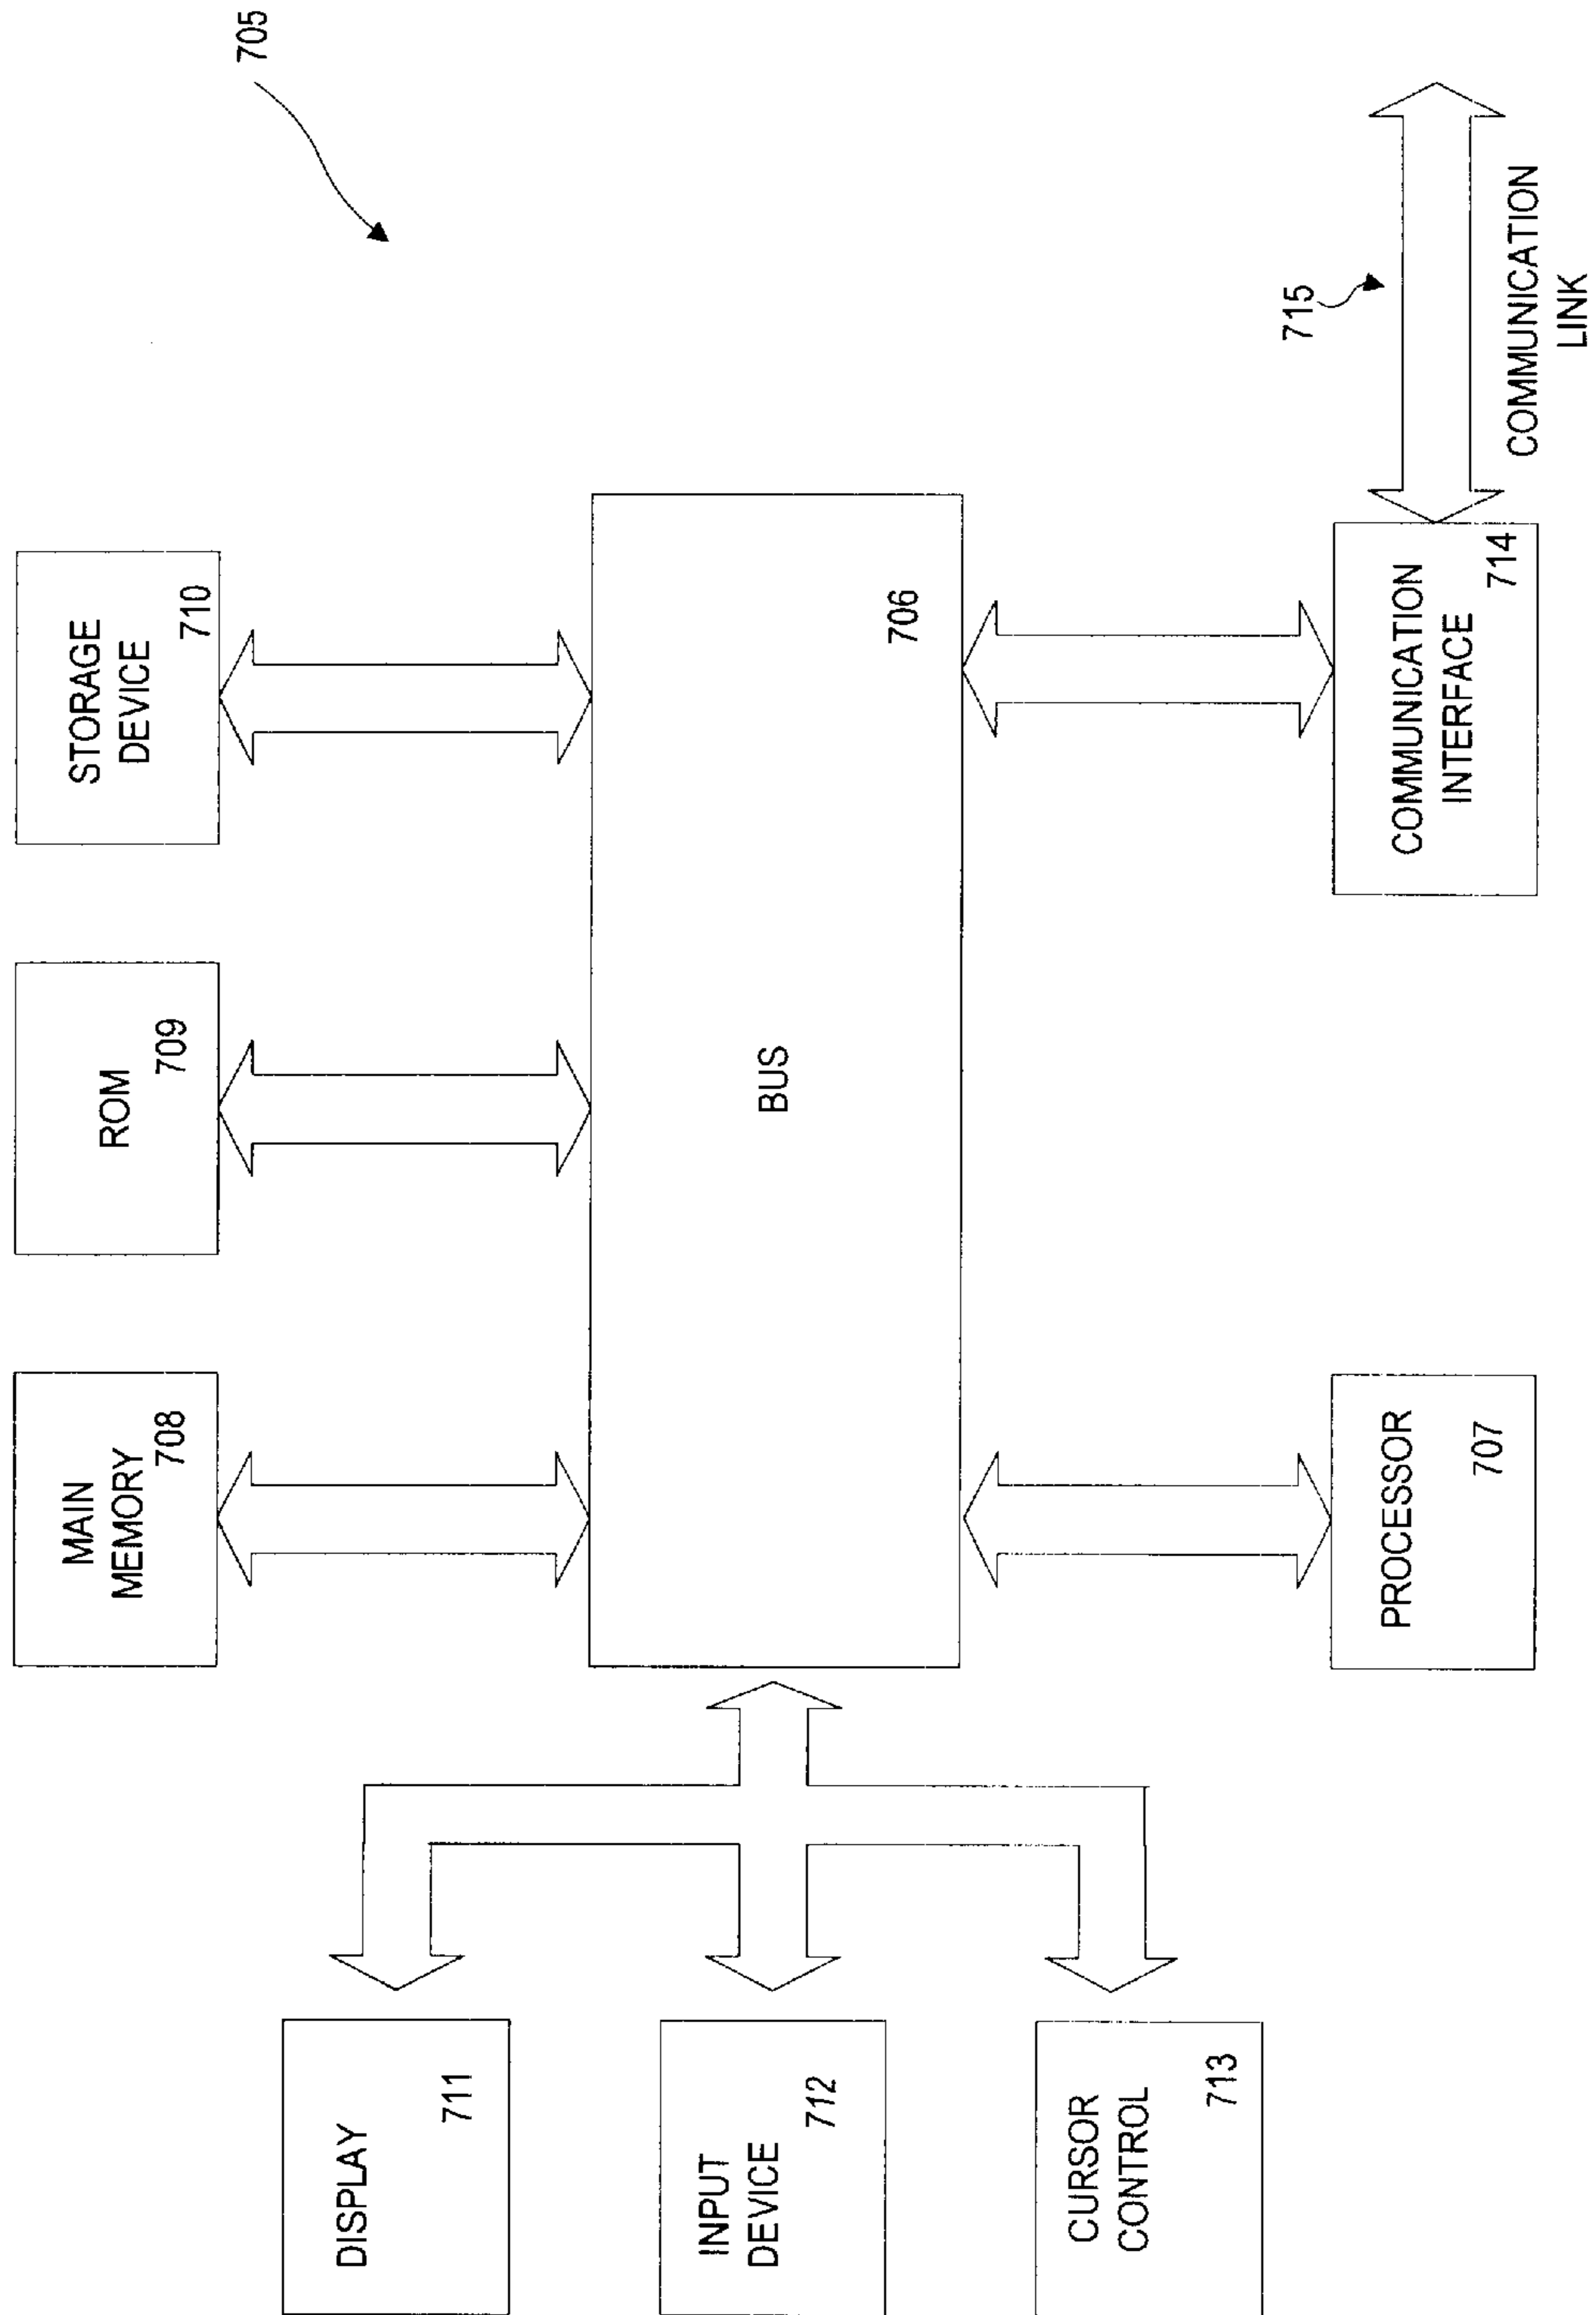 705
MAIN
MEMORY
708
ROM
709
STORAGE
DEVICE
710
DISPLAY
711
INPUT
DEVICE
712
CURSOR
CONTROL
713
BUS
706
PROCESSOR
707
COMMUNICATION
INTERFACE
714
715
COMMUNICATION
LINK